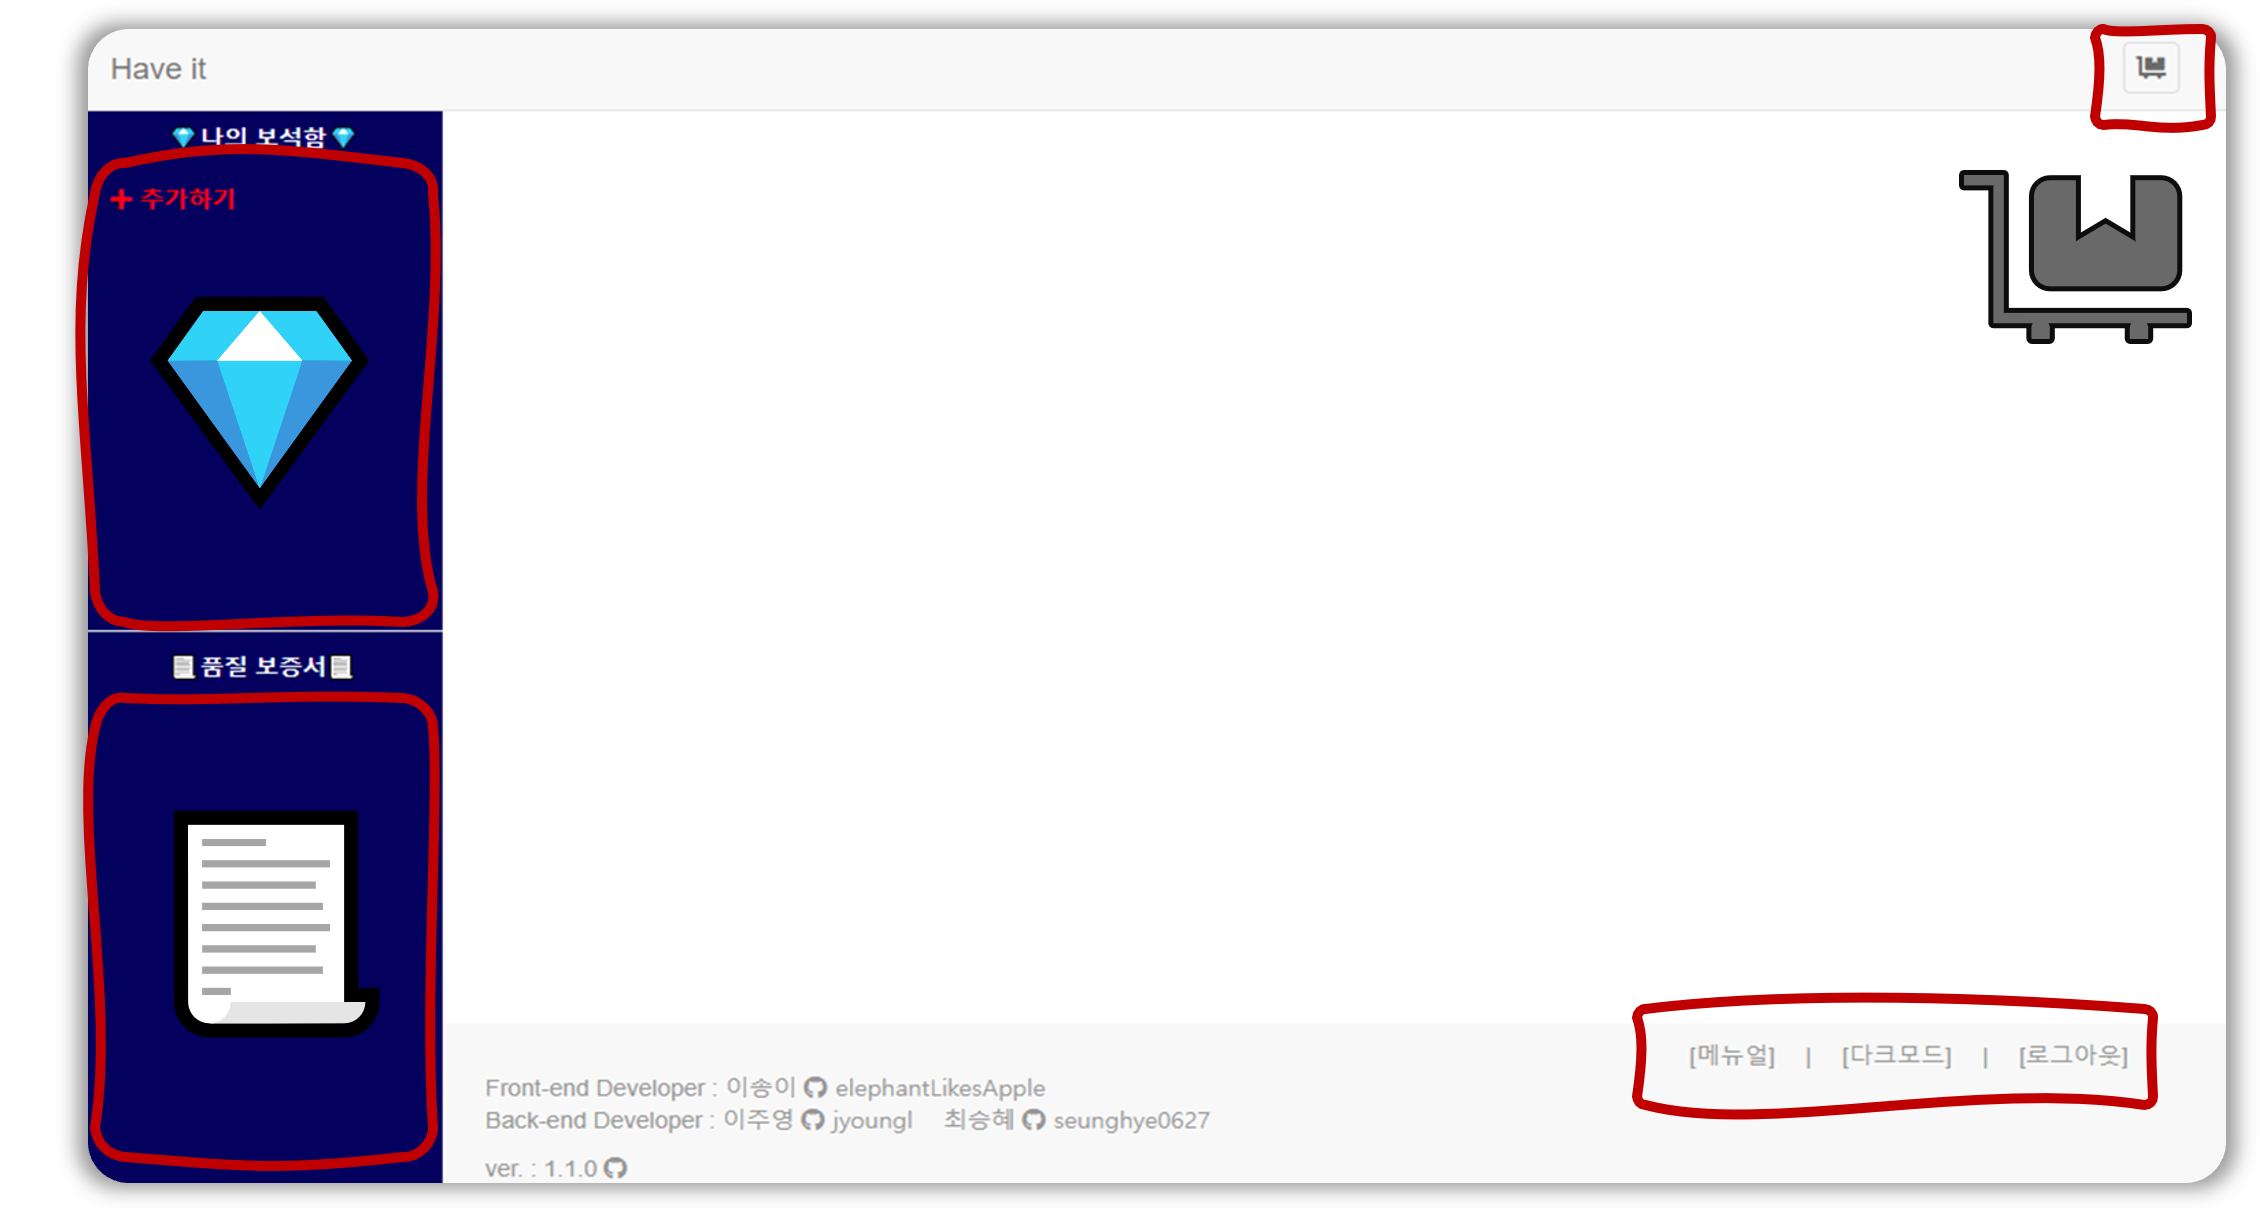 Have it
💎나의 보석함💎
+ 추가하기
📃품질 보증서📃
[메뉴얼] | [다크모드] | [로그아웃]
Front-end Developer : 이송이 elephantLikesApple
Back-end Developer : 이주영 jyoungl 최승혜 seunghye0627
ver. : 1.1.0